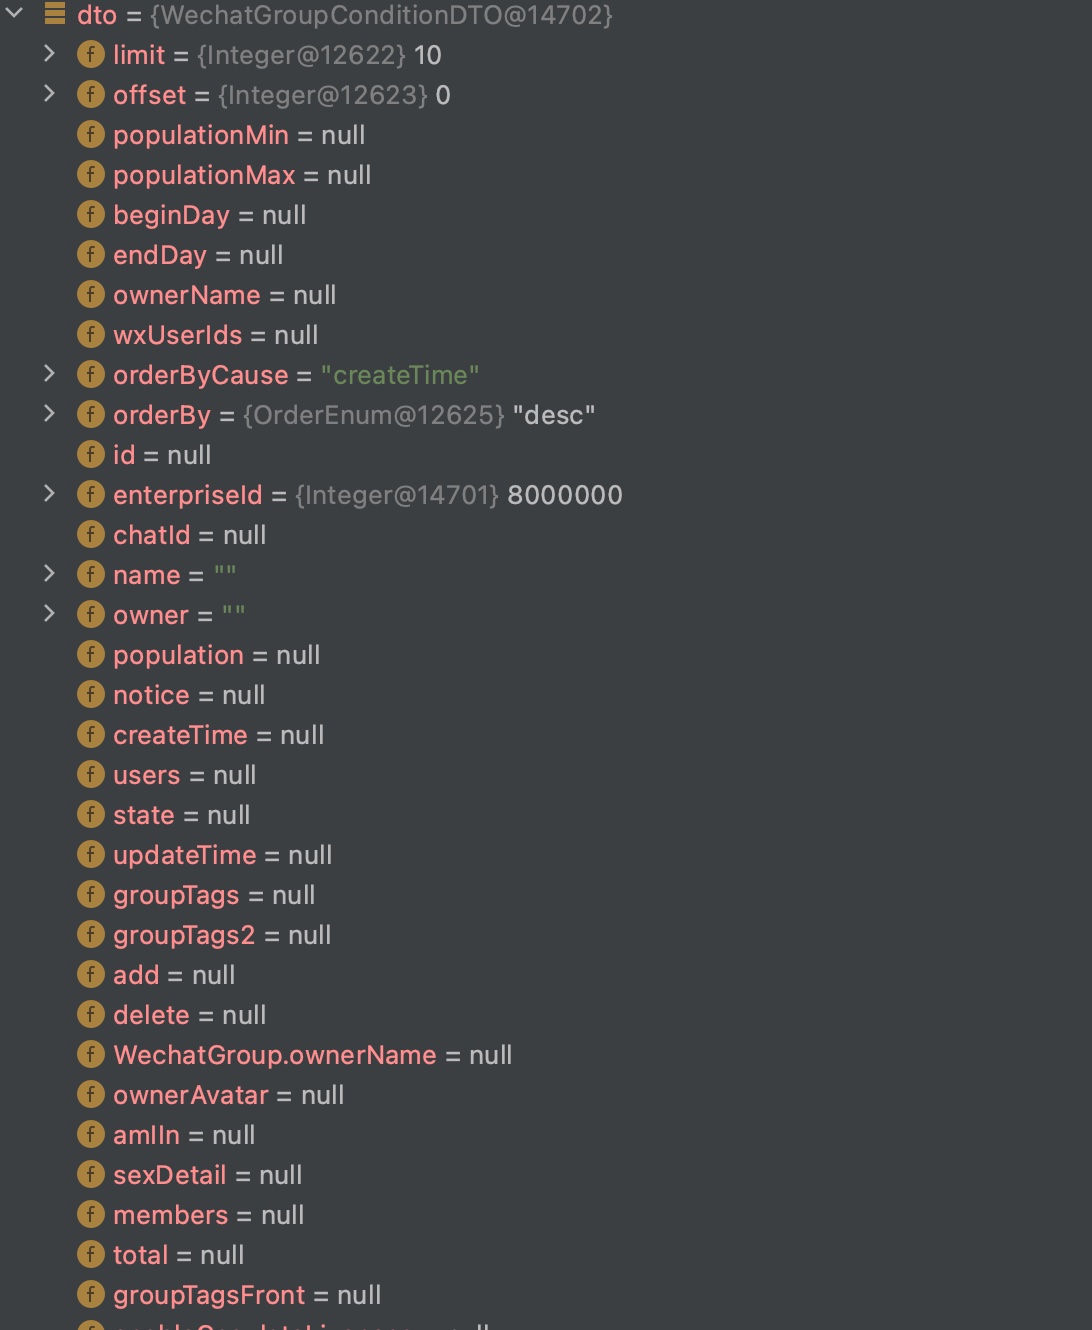 dto = {WechatGroupConditionDTO@14702}
f limit = {Integer@12622} 10
f offset = {Integer@12623} 0
f populationMin = null
f populationMax = null
f beginDay = null
f endDay = null
f ownerName = null
f wxUserIds = null
f orderByCause = "createTime"
f orderBy = {OrderEnum@12625} "desc"
f id = null
f enterpriseId = {Integer@14701} 8000000
f chatId = null
f name = ""
f owner = ""
f population = null
f notice = null
f createTime = null
f users = null
f state = null
f updateTime = null
f groupTags = null
f groupTags2 = null
f add = null
f delete = null
f WechatGroup.ownerName = null
f ownerAvatar = null
f amIIn = null
f sexDetail = null
f members = null
f total = null
f groupTagsFront = null